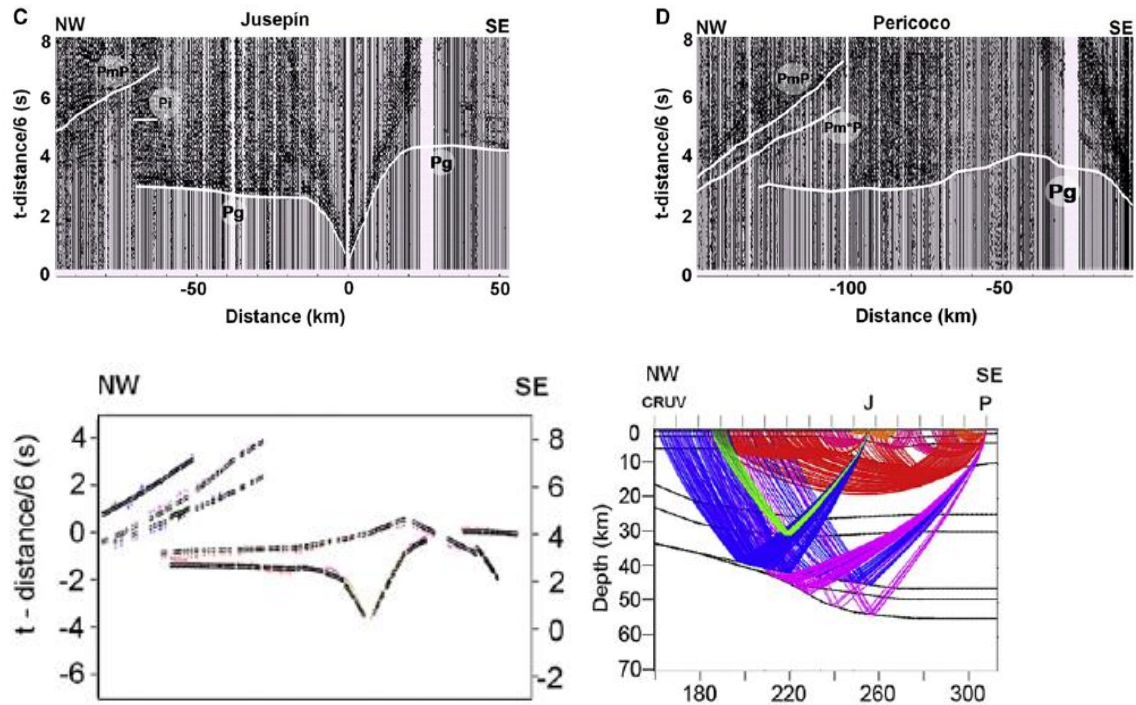 C
NW
Jusepín
SE
8
6
4
2
0
t-distance/6 (s)
PmP
Pi
Pg
Pg
-50
0
50
Distance (km)
D
NW
Pericoco
SE
8
6
4
2
0
t-distance/6 (s)
PmP
Pm*P
Pg
-100
-50
Distance (km)
NW
SE
4
2
0
-2
-4
-6
t - distance/6 (s)
8
6
4
2
0
-2
NW
SE
CRUV
J
P
0
10
20
30
40
50
60
70
Depth (km)
180
220
260
300